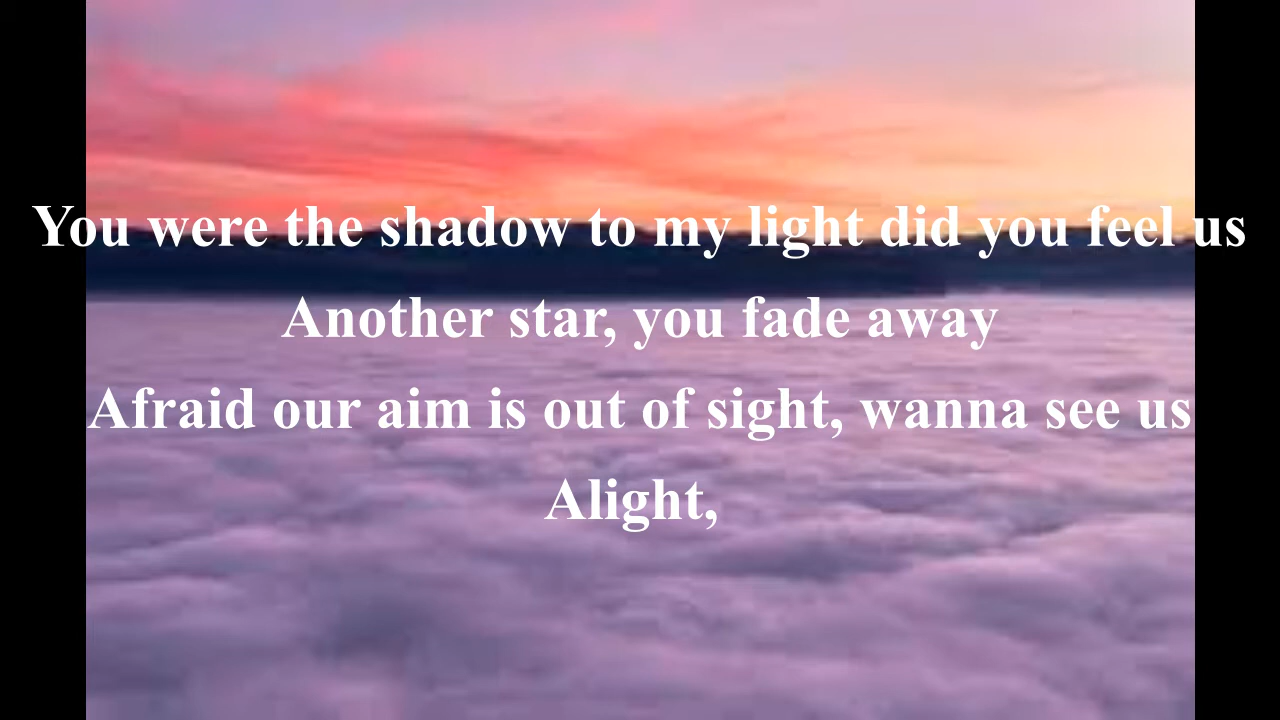 You were the shadow to my light did you feel us
Another star, you fade away
Afraid our aim is out of sight, wanna see us
Alight,